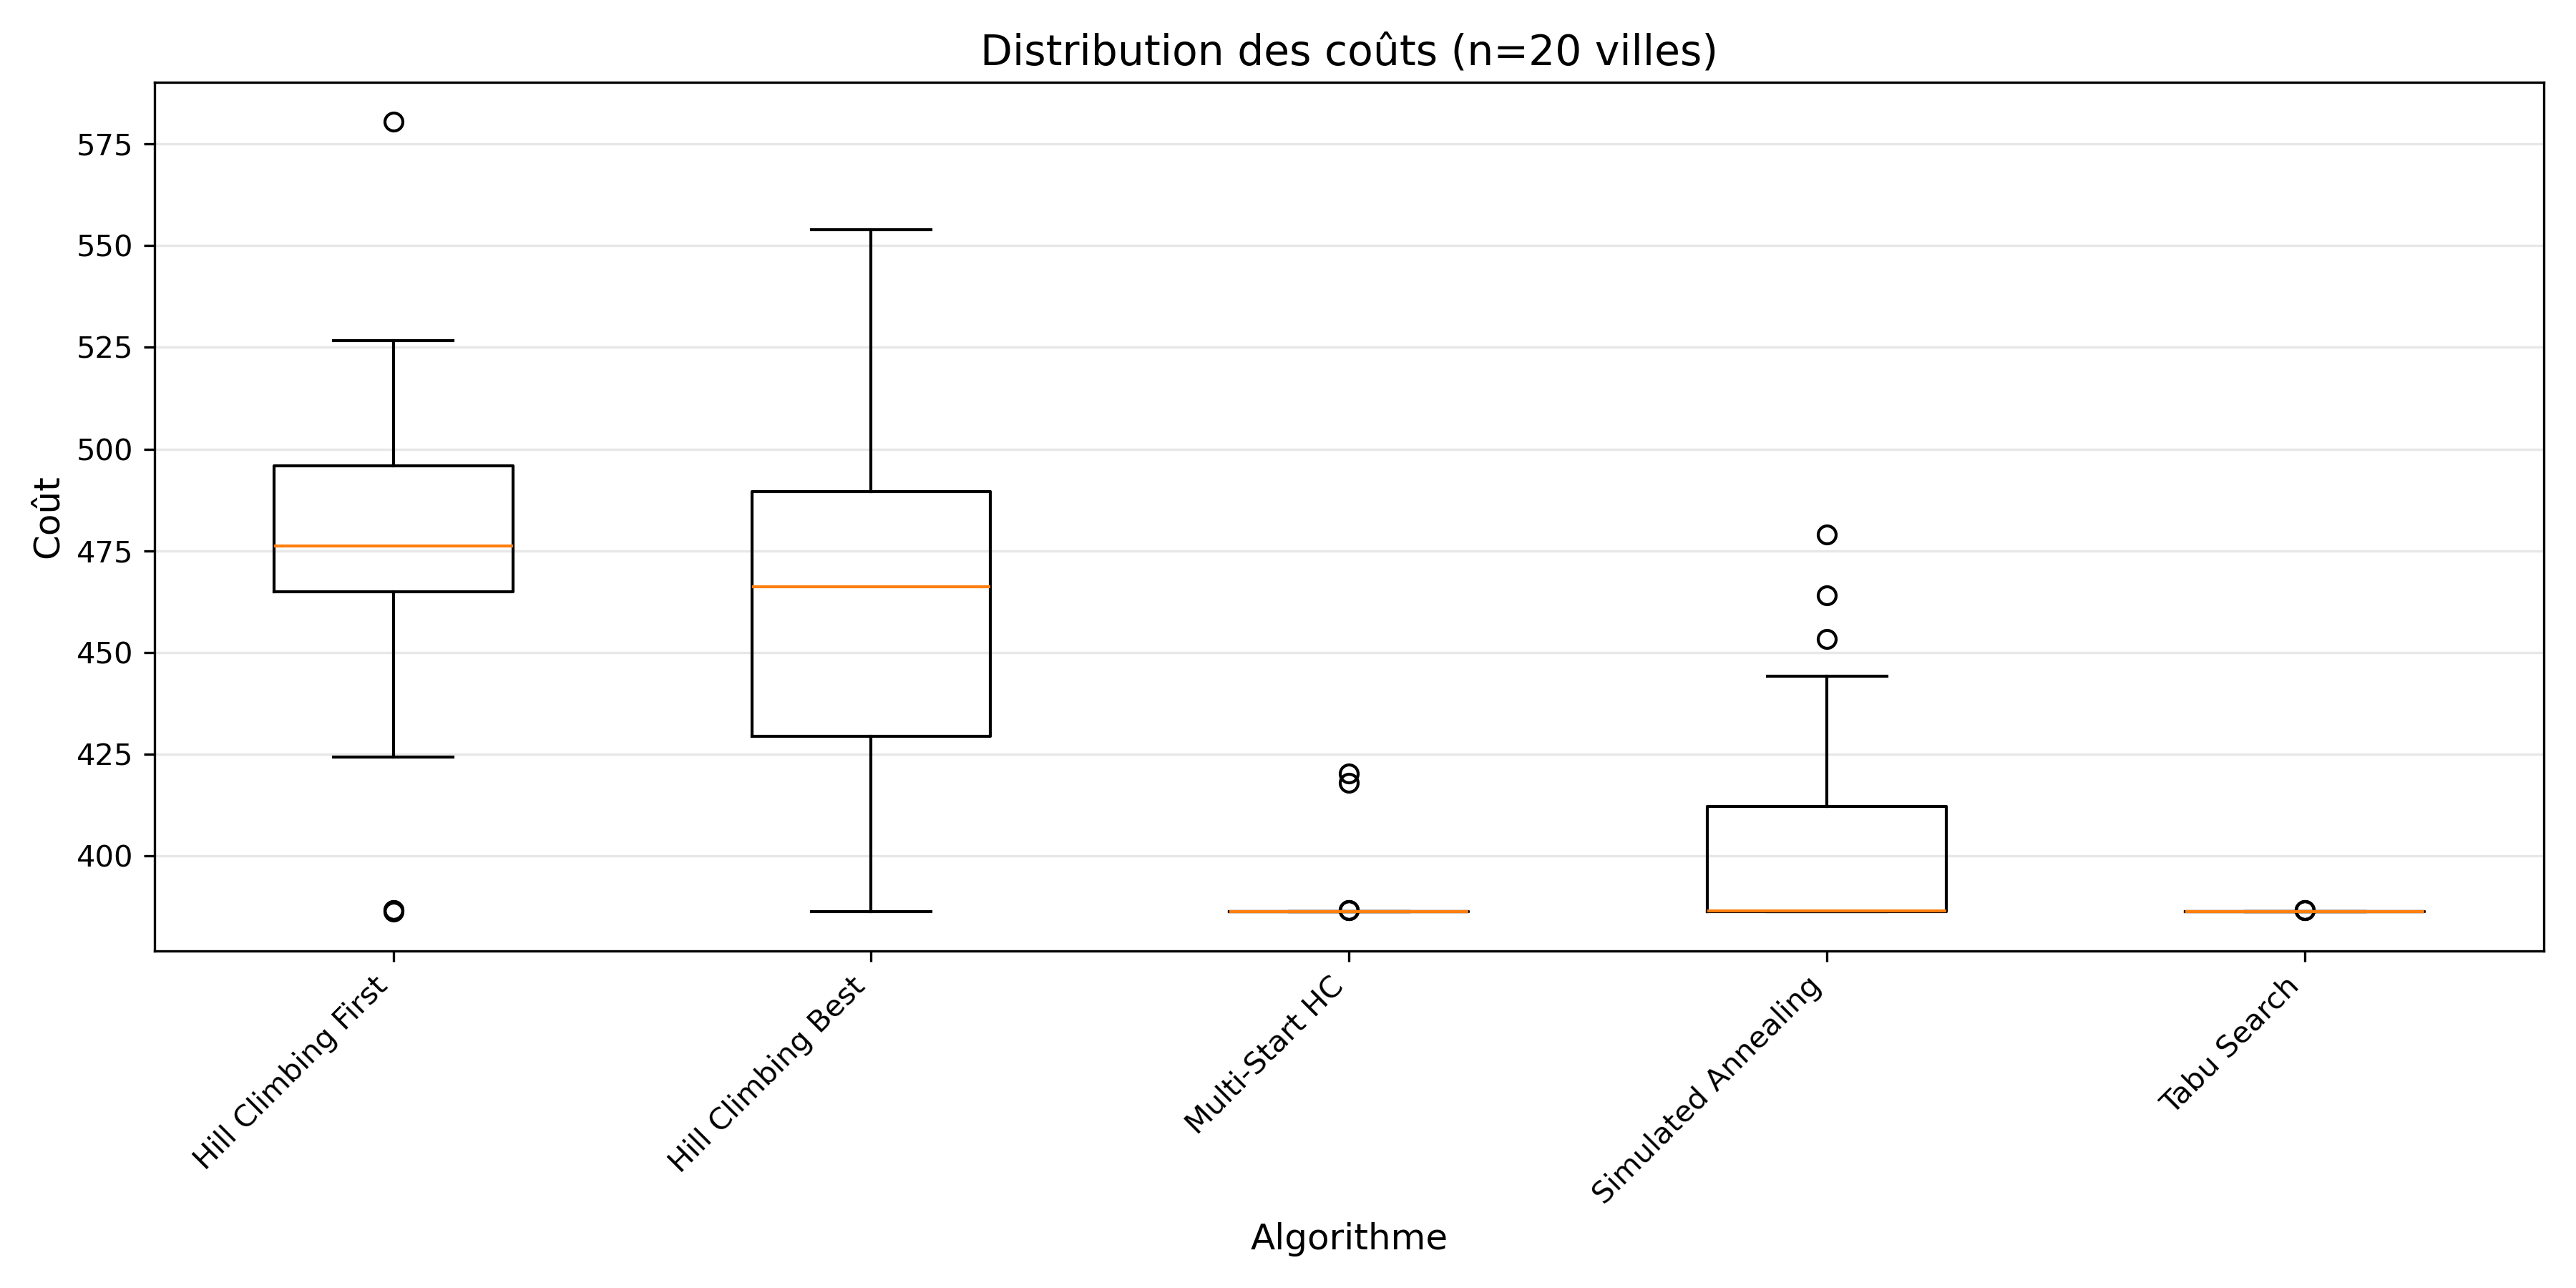 Distribution des coûts (n=20 villes)
Coût
575
550
525
500
475
450
425
400
Hill Climbing First
Hill Climbing Best
Multi-Start HC
Simulated Annealing
Tabu Search
Algorithme